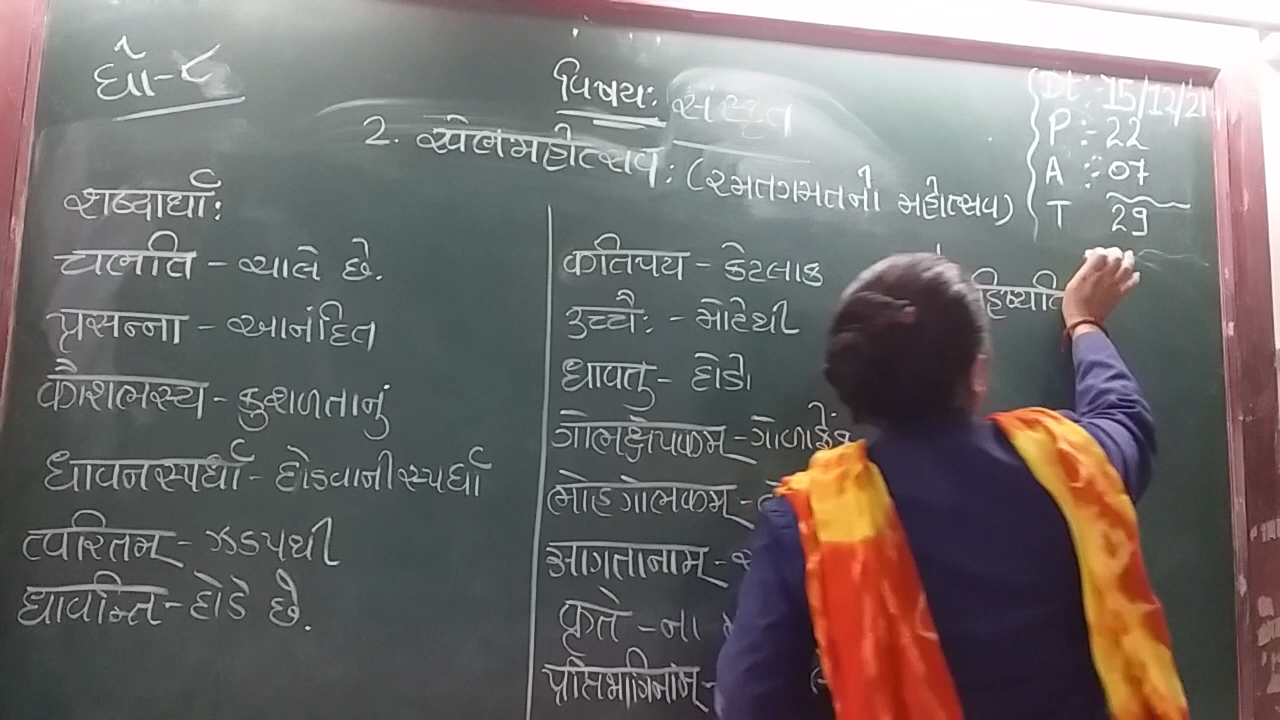 ધો-૮
વિષય: સંસ્કૃત
Dt :- 15/12/21
P :- 22
A :- 07
T 29
2. खेलमहोत्सव: (રમતગમતનો મહોત્સવ)
शब्दार्था:
चलति - ચાલે છે.
प्रसन्ना - આનંદિત
कौशलस्य - કુશળતાનું
धावनस्पर्धा - દોડવાનીસ્પર્ધા
त्वरितम् - ઝડપથી
धावन्ति - દોડે છે.
कतिपय - કેટલાક
उच्चै: - મોટેથી
धावतु - દોડો
गोलक्षेपकम् - ગોળાફેંક
लोहगोलकम् -
आगतानाम् -
कृते - ના
प्रतिभागिनाम् -